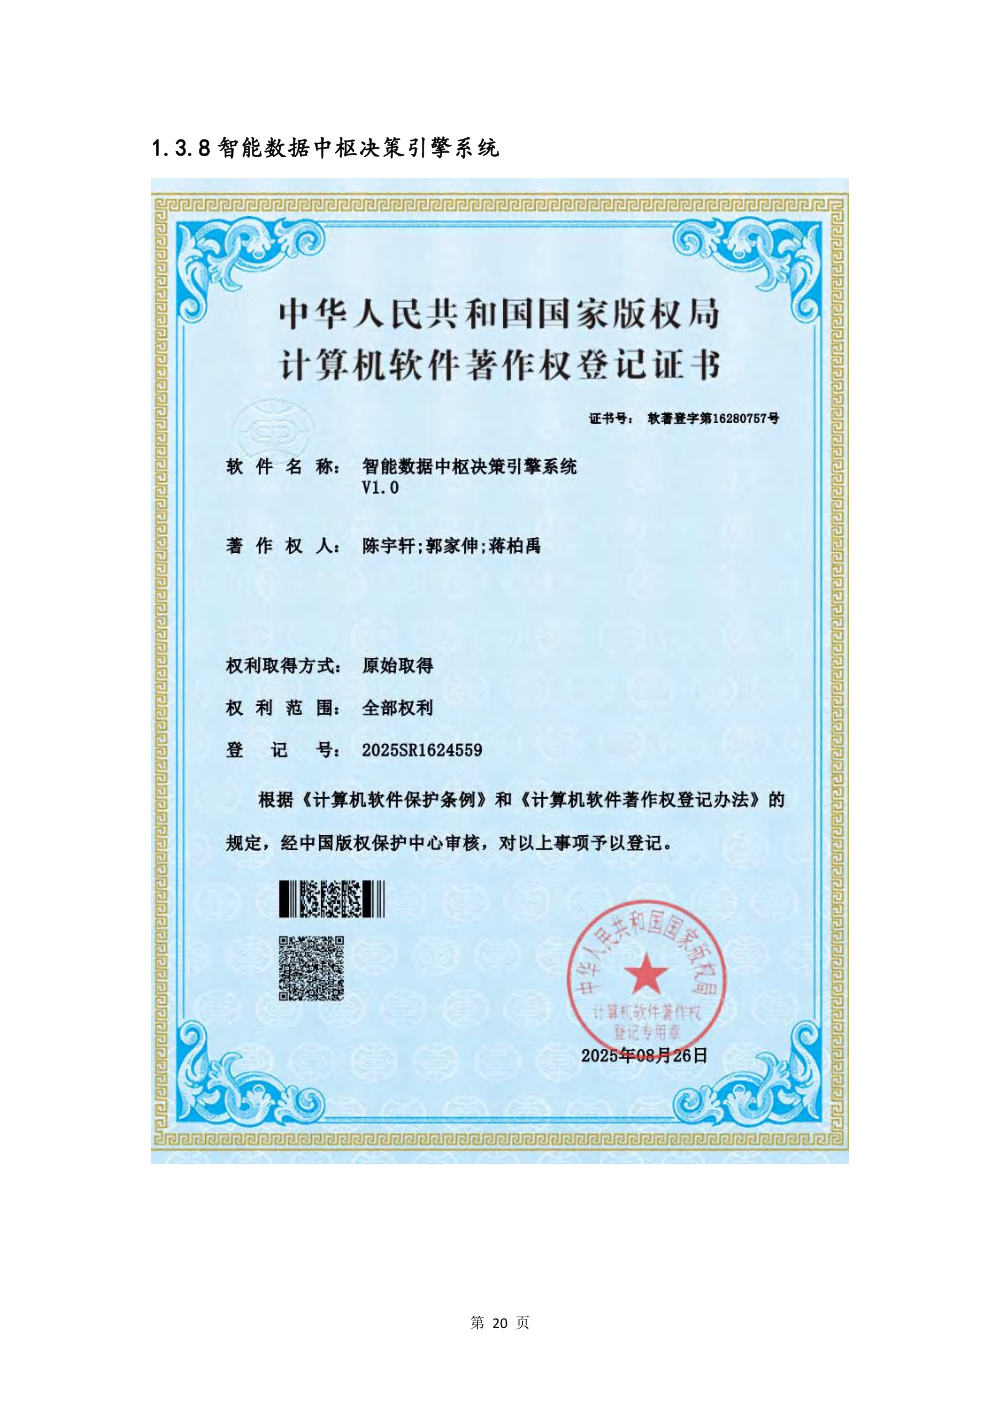 1.3.8 智能数据中枢决策引擎系统
中华人民共和国国家版权局
计算机软件著作权登记证书
证书号： 软著登字第16280757号
软件名称： 智能数据中枢决策引擎系统
V1.0
著作权人： 陈宇轩;郭家伸;蒋柏禹
权利取得方式： 原始取得
权利范围： 全部权利
登记号： 2025SR1624559
根据《计算机软件保护条例》和《计算机软件著作权登记办法》的
规定，经中国版权保护中心审核，对以上事项予以登记。
中华人民共和国国家版权局
计算机软件著作权
登记专用章
2025年08月26日
第 20 页